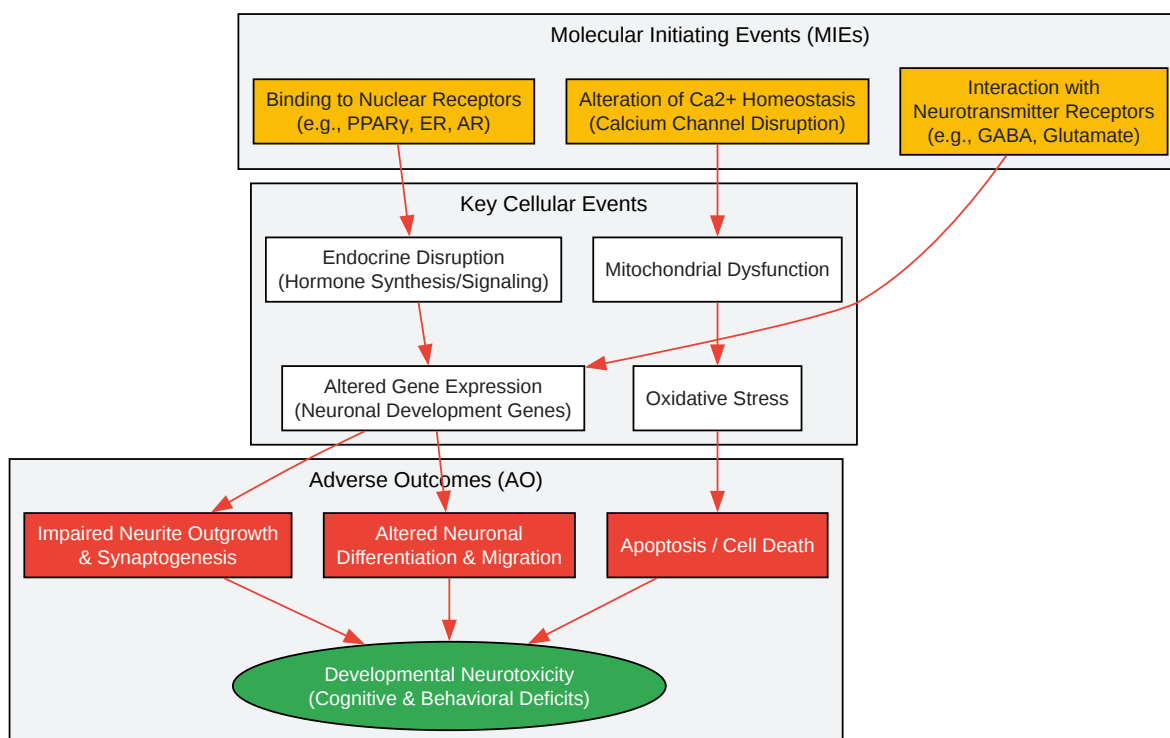 Molecular Initiating Events (MIEs)
Binding to Nuclear Receptors
(e.g., PPARγ, ER, AR)
Alteration of Ca2+ Homeostasis
(Calcium Channel Disruption)
Interaction with
Neurotransmitter Receptors
(e.g., GABA, Glutamate)
Key Cellular Events
Endocrine Disruption
(Hormone Synthesis/Signaling)
Mitochondrial Dysfunction
Altered Gene Expression
(Neuronal Development Genes)
Oxidative Stress
Adverse Outcomes (AO)
Impaired Neurite Outgrowth
& Synaptogenesis
Altered Neuronal
Differentiation & Migration
Apoptosis / Cell Death
Developmental Neurotoxicity
(Cognitive & Behavioral Deficits)